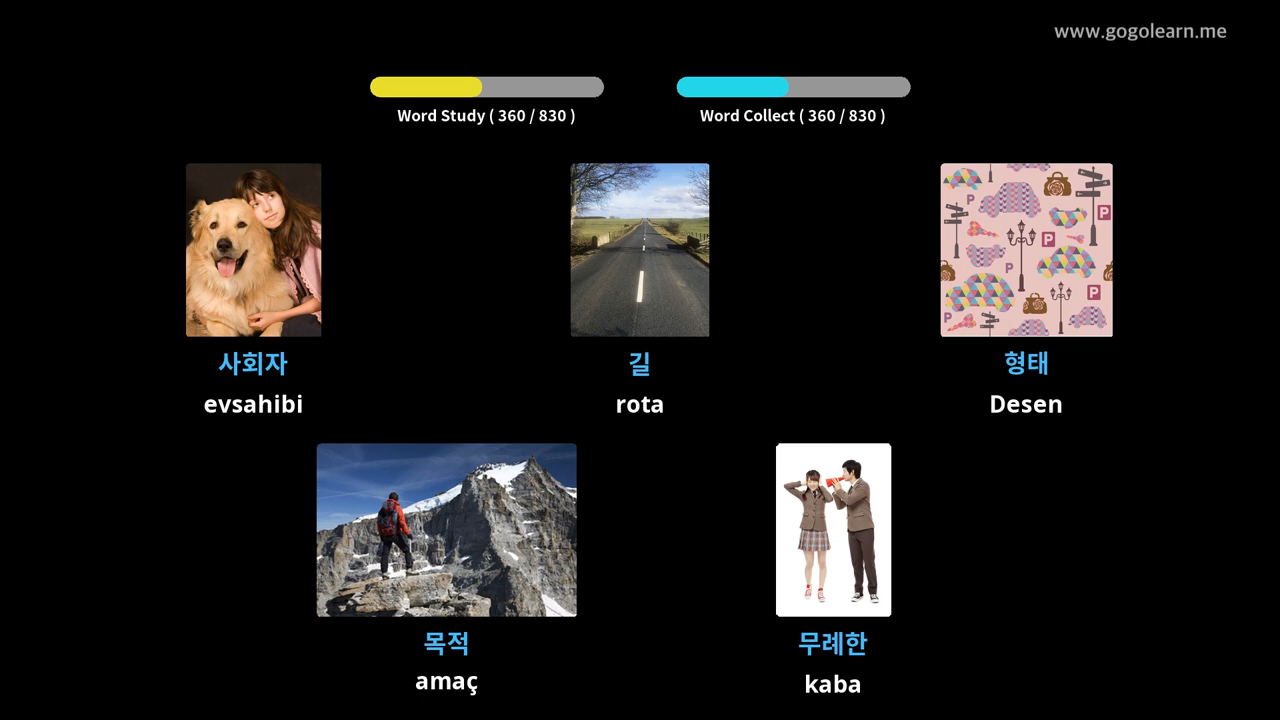 www.gogolearn.me
Word Study ( 360 / 830 )
Word Collect ( 360 / 830 )
사회자
evsahibi
길
rota
형태
Desen
P
P
P
P
P
P
목적
amaç
무례한
kaba